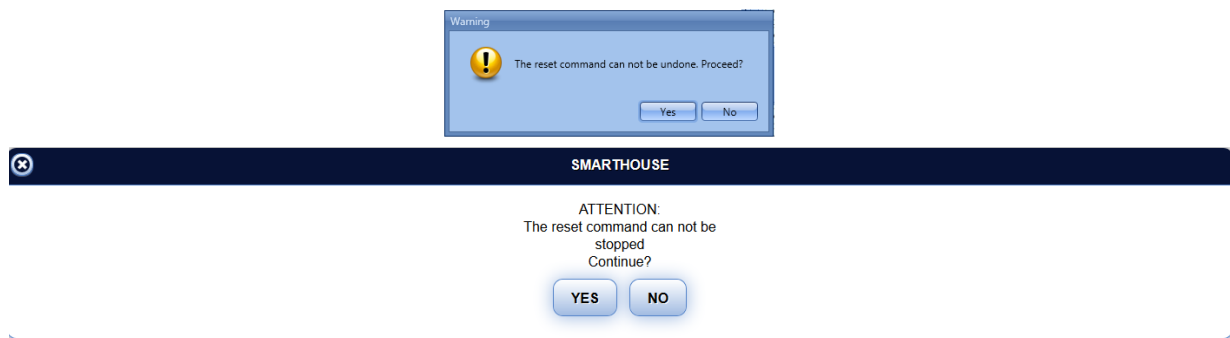 Warning
The reset command can not be undone. Proceed?
Yes No
SMARTHOUSE
ATTENTION:
The reset command can not be
stopped
Continue?
YES NO